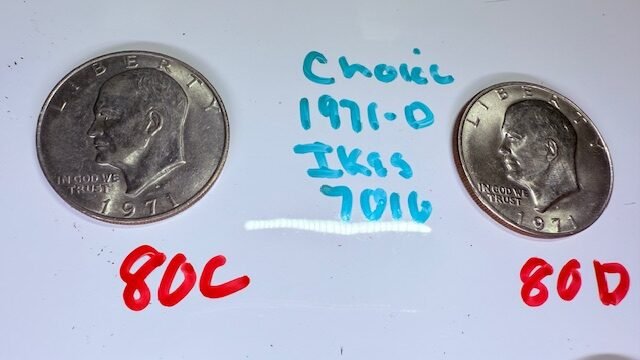 LIBERTY
IN GOD WE
TRUST
1971
Choice
1971-D
IKes
7016
LIBERTY
IN GOD WE
TRUST
1971
80C
80D